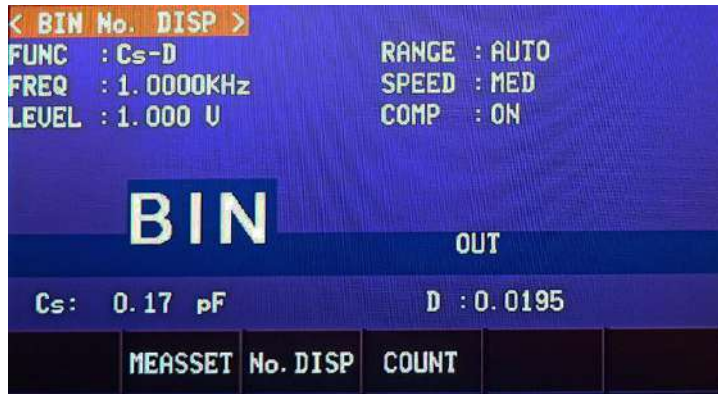 < BIN No. DISP >
FUNC : Cs-D RANGE : AUTO
FREQ : 1.0000KHz SPEED : MED
LEVEL : 1.000 V COMP : ON
BIN OUT
Cs: 0.17 pF D :0.0195
MEASSET No.DISP COUNT